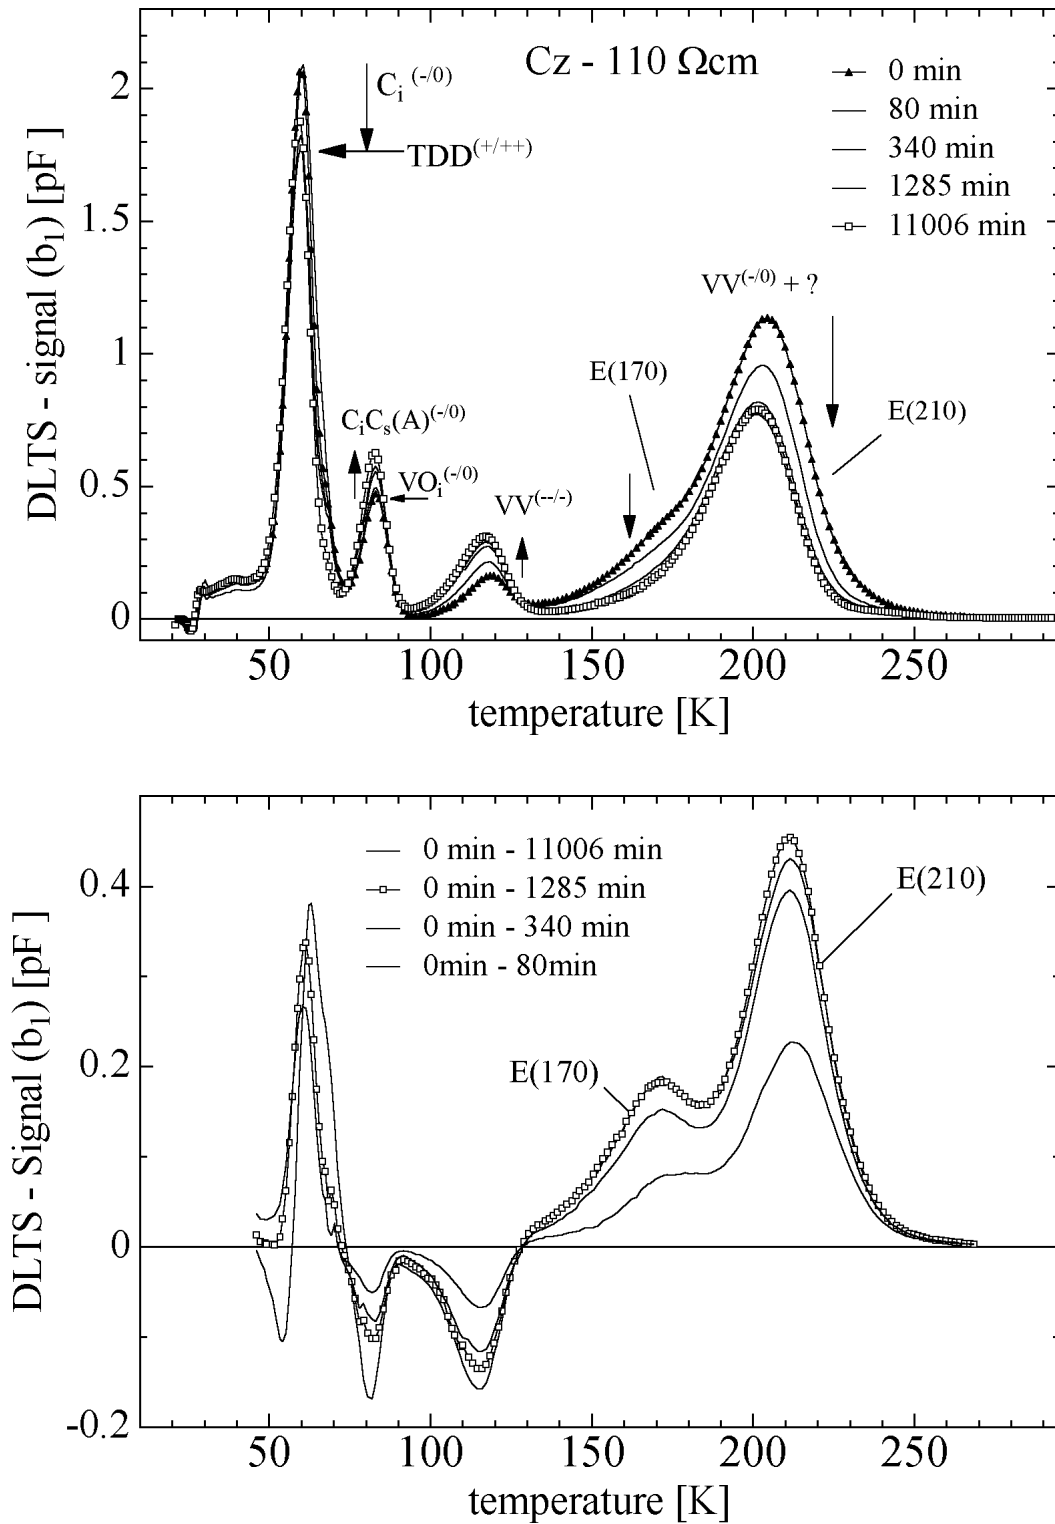 Cz - 110 Ωcm
0 min
80 min
340 min
1285 min
11006 min
Cᵢ (-/0)
TDD(+/++)
VV(-/0) + ?
E(170)
E(210)
CᵢCₛ(A)(-/0)
VOᵢ(-/0)
VV(--/-)
DLTS - signal (b₁) [pF ]
2
1.5
1
0.5
0
50
100
150
200
250
temperature [K]
0 min - 11006 min
0 min - 1285 min
0 min - 340 min
0min - 80min
E(210)
E(170)
DLTS - Signal (b₁) [pF ]
0.4
0.2
0
-0.2
50
100
150
200
250
temperature [K]